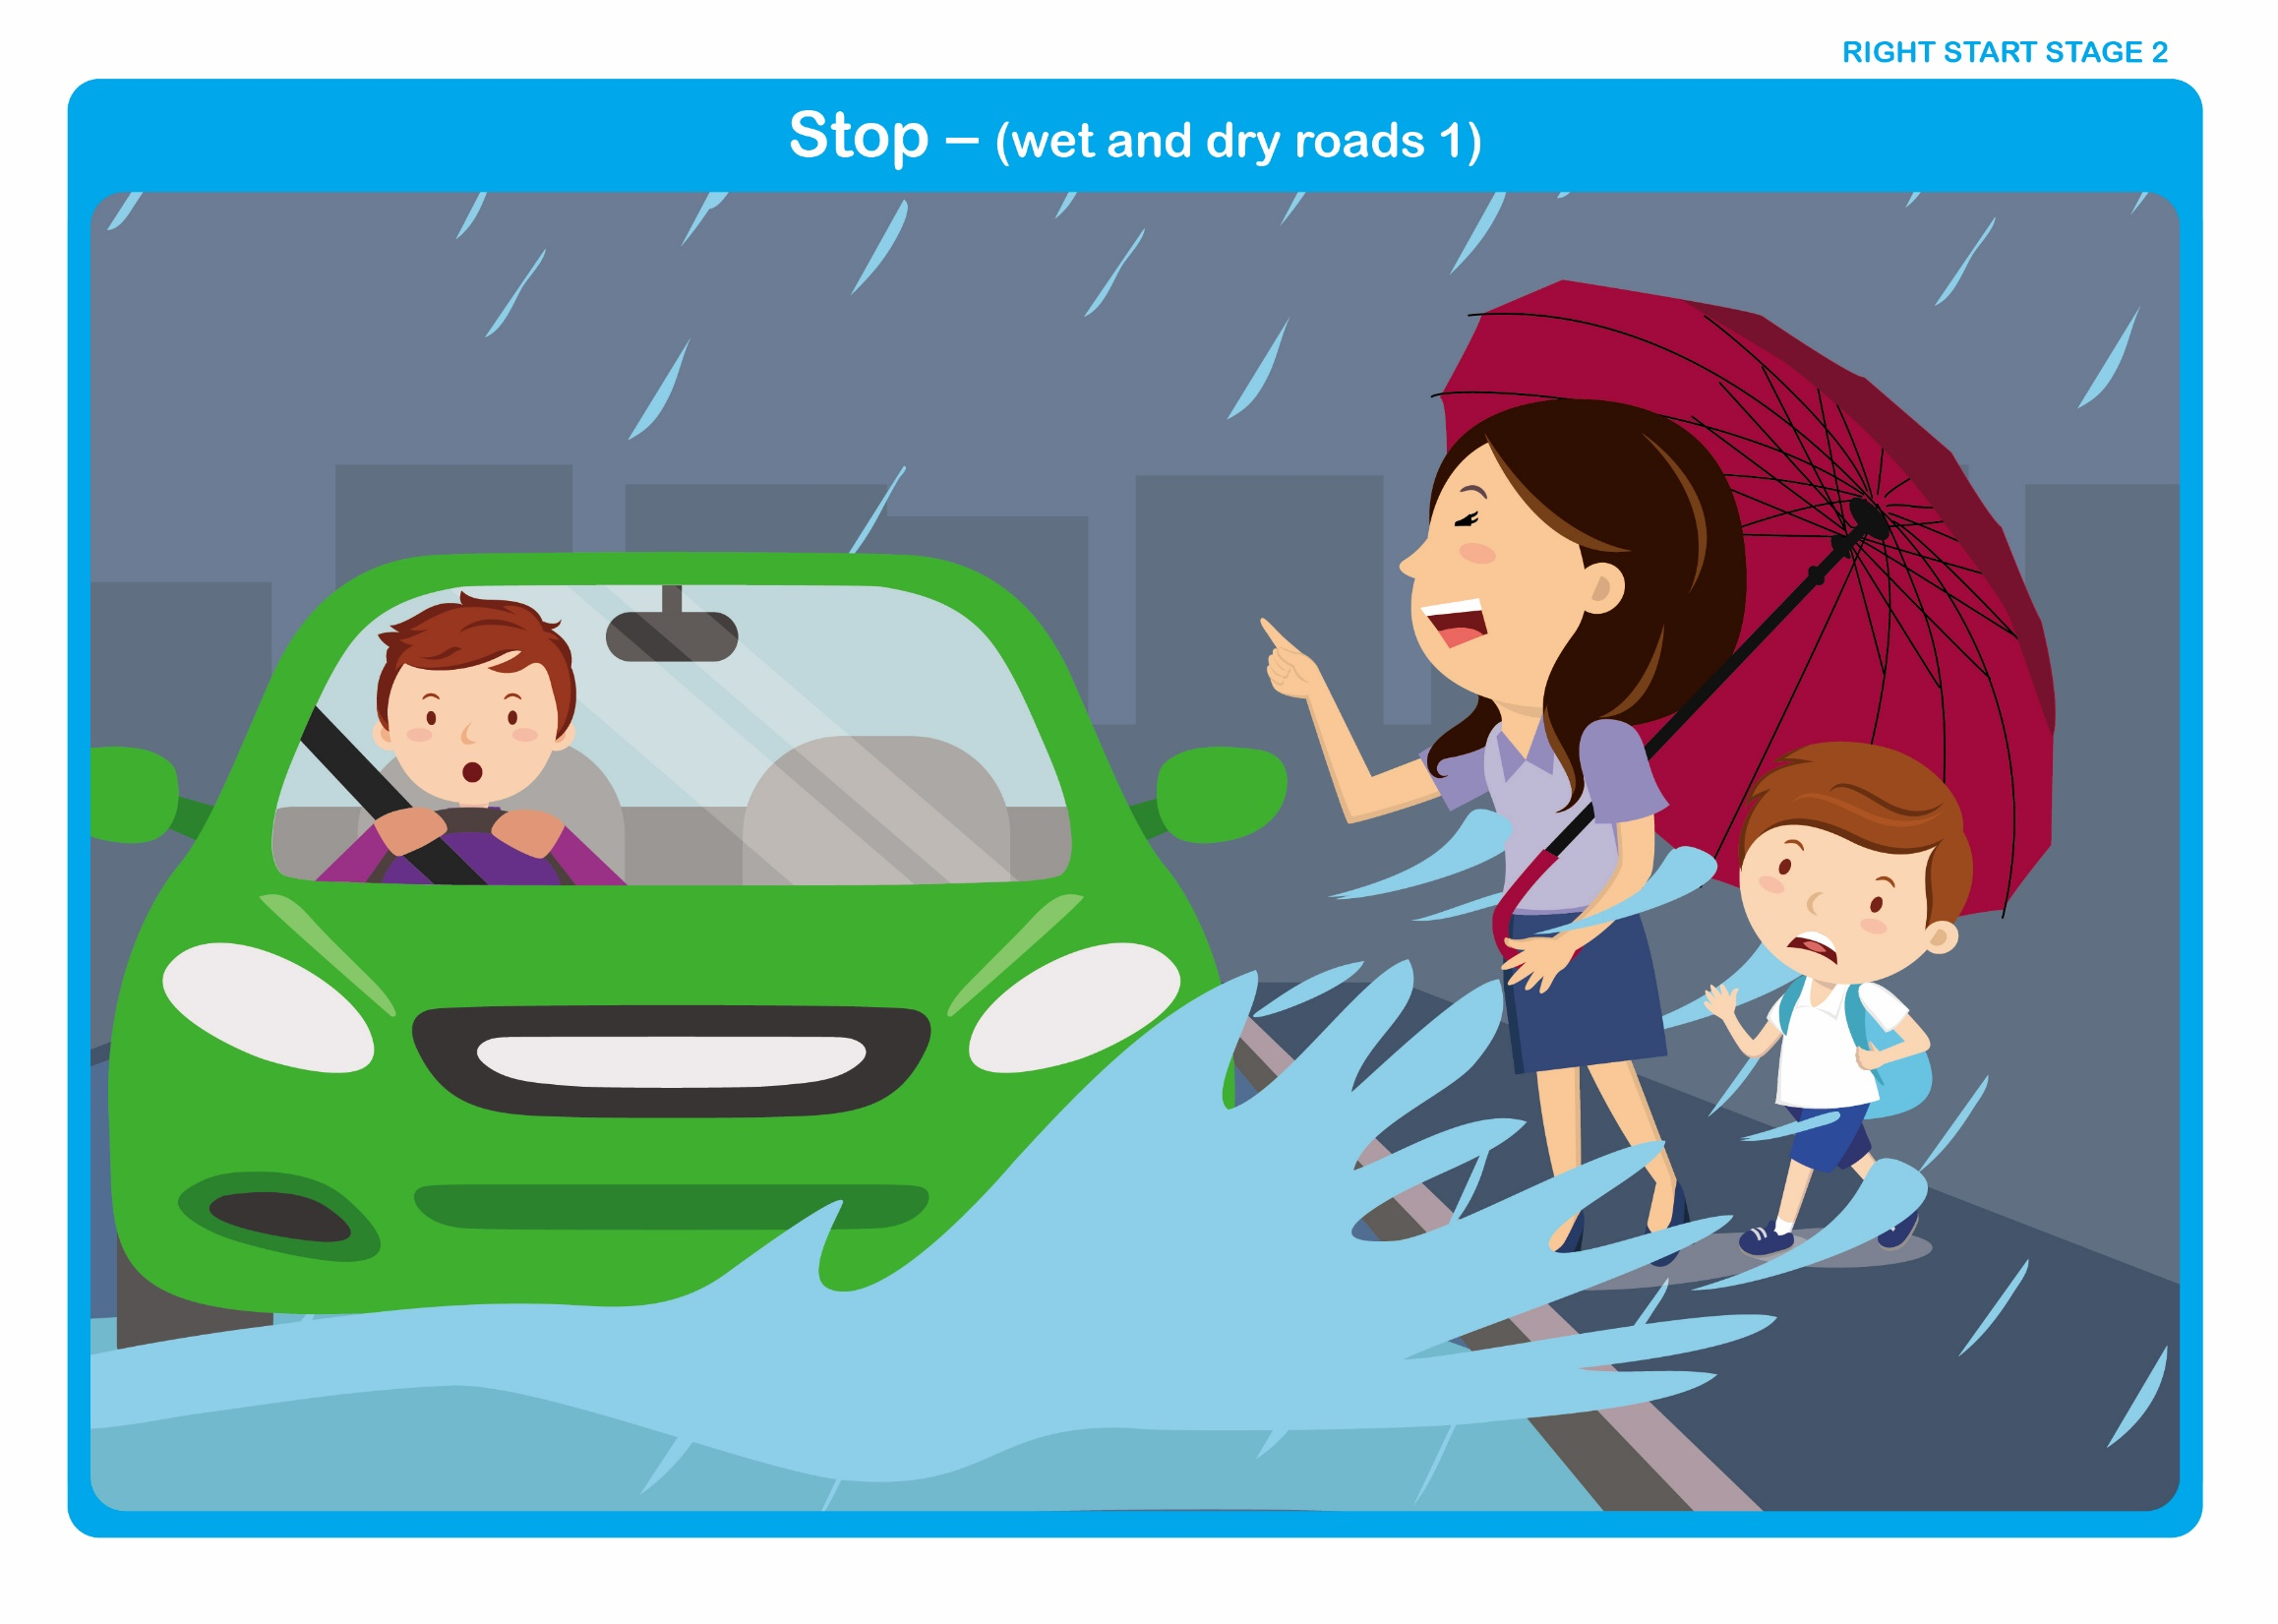 RIGHT START STAGE 2
Stop – (wet and dry roads 1)